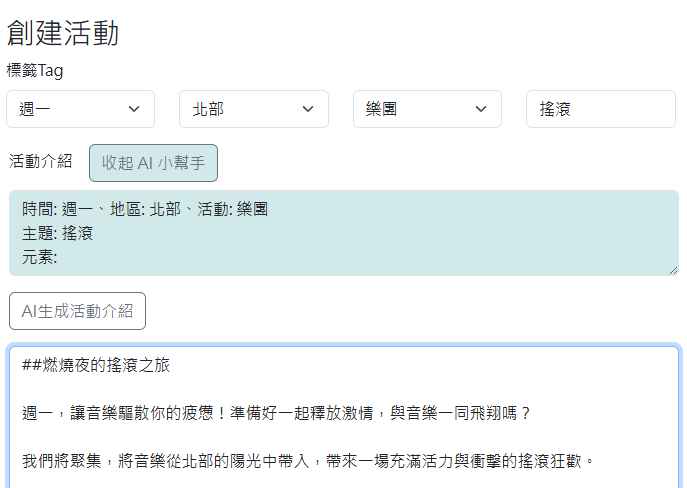 創建活動
標籤Tag
週一 北部 樂團 搖滾
活動介紹 收起 AI 小幫手
時間: 週一、地區: 北部、活動: 樂團
主題: 搖滾
元素:
AI生成活動介紹
##燃燒夜的搖滾之旅
週一，讓音樂驅散你的疲憊！準備好一起釋放激情，與音樂一同飛翔嗎？
我們將聚集，將音樂從北部的陽光中帶入，帶來一場充滿活力與衝擊的搖滾狂歡。